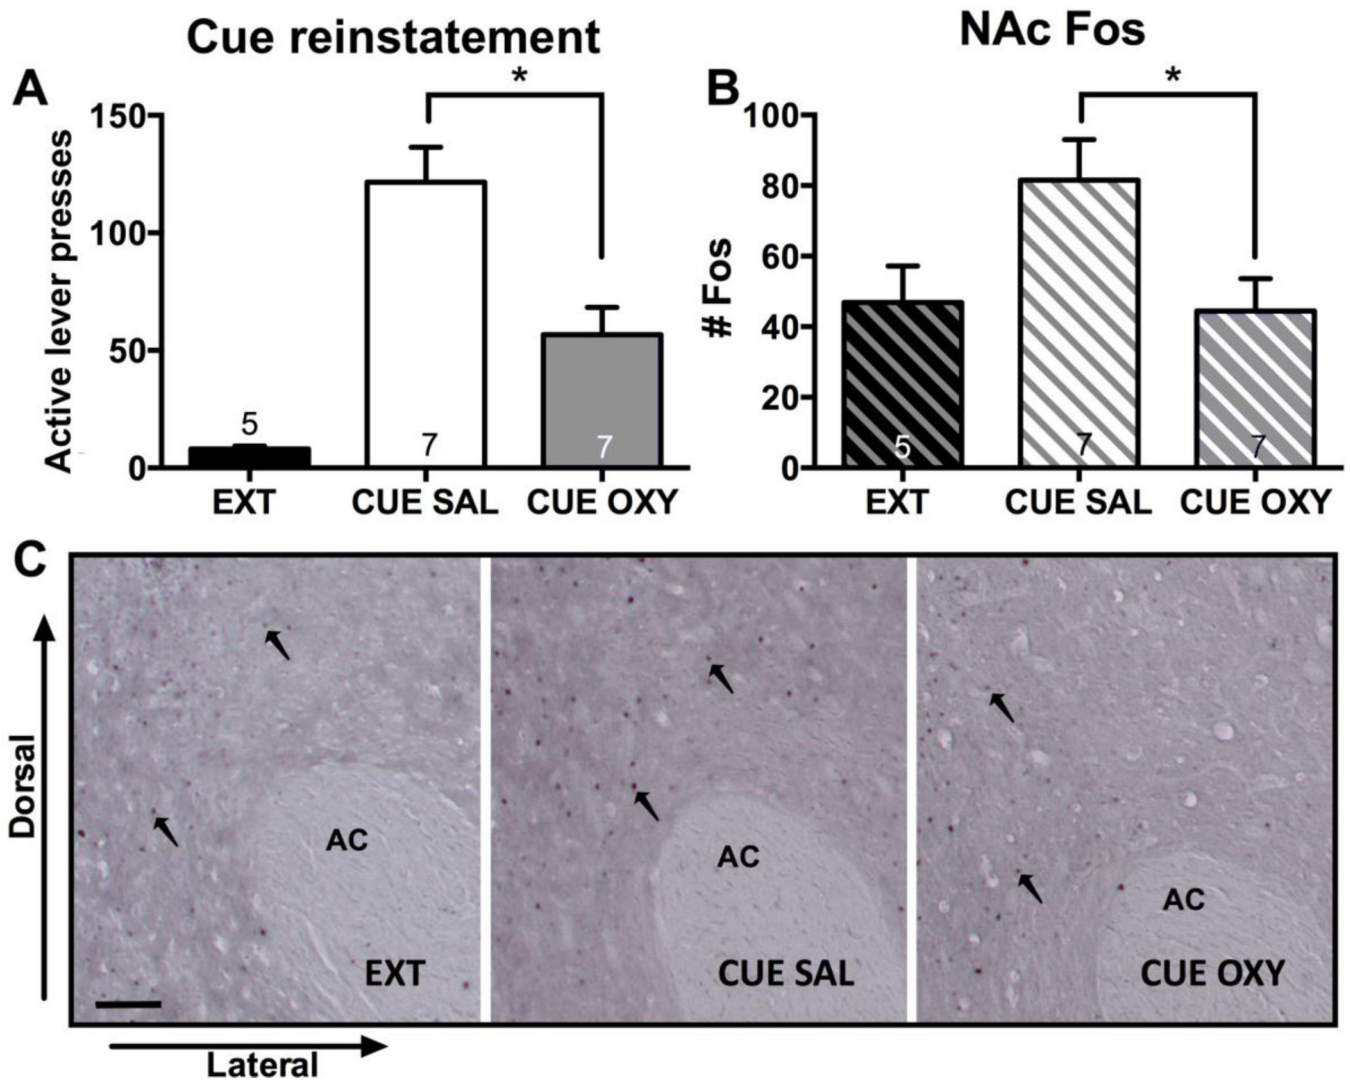 Cue reinstatement
NAc Fos
A
*
150
100
50
0
Active lever presses
5
7
7
EXT
CUE SAL
CUE OXY
B
*
100
80
60
40
20
0
# Fos
5
7
7
EXT
CUE SAL
CUE OXY
C
Dorsal
AC
EXT
AC
CUE SAL
AC
CUE OXY
Lateral